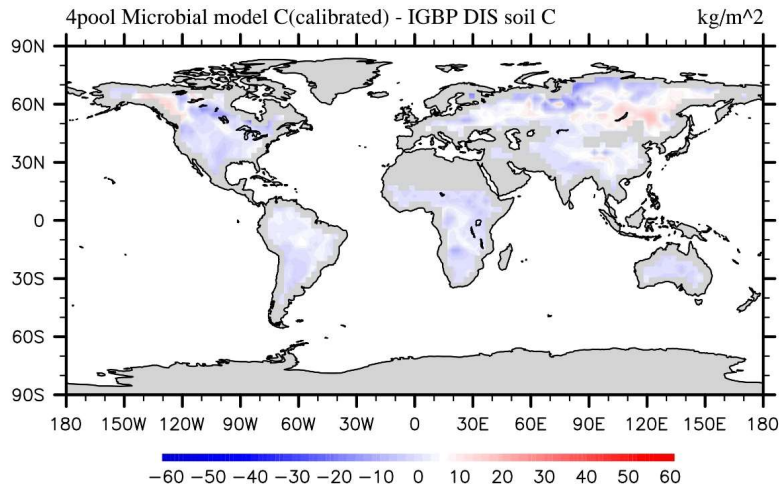 4pool Microbial model C(calibrated) - IGBP DIS soil C kg/m^2
90N
60N
30N
0
30S
60S
90S
180 150W 120W 90W 60W 30W 0 30E 60E 90E 120E 150E 180
-60 -50 -40 -30 -20 -10 0 10 20 30 40 50 60